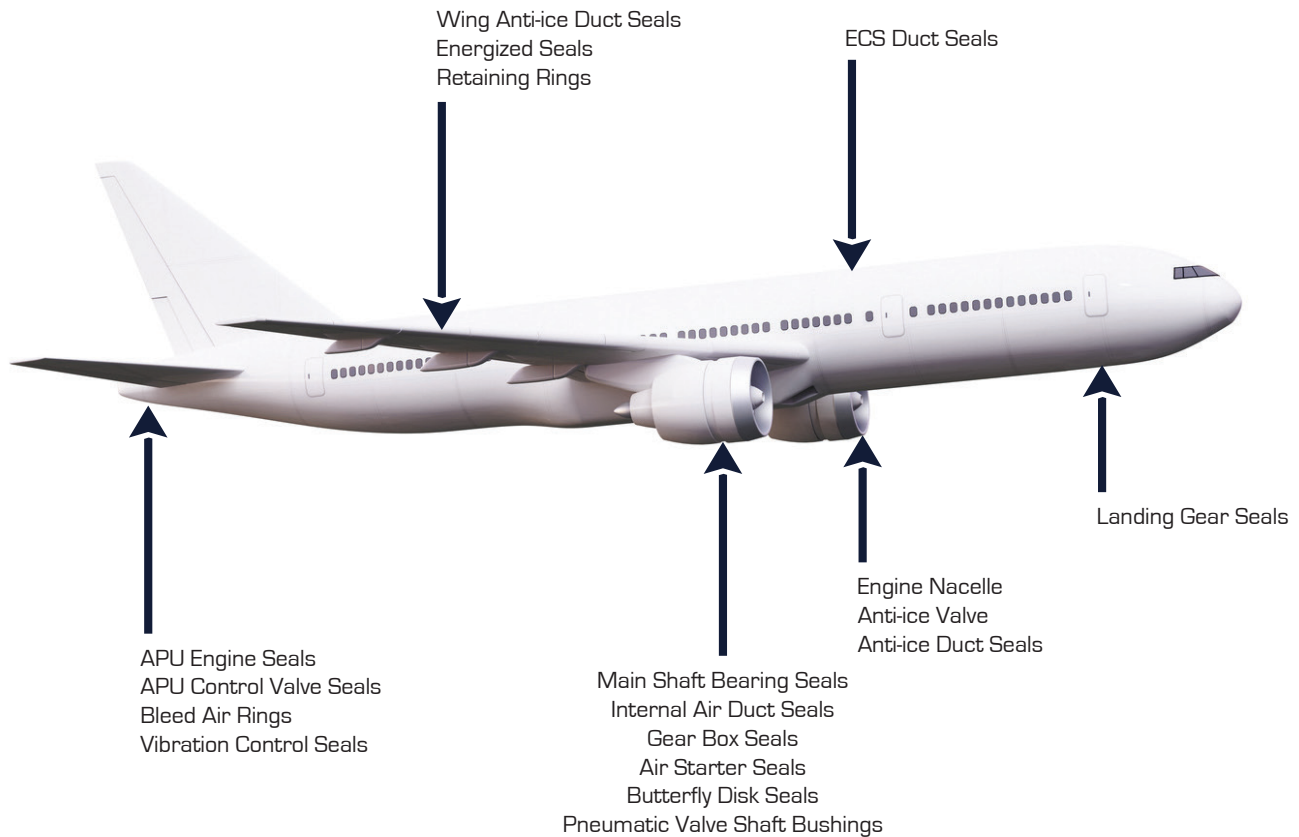 Wing Anti-ice Duct Seals
Energized Seals
Retaining Rings
ECS Duct Seals
Landing Gear Seals
Engine Nacelle
Anti-ice Valve
Anti-ice Duct Seals
APU Engine Seals
APU Control Valve Seals
Bleed Air Rings
Vibration Control Seals
Main Shaft Bearing Seals
Internal Air Duct Seals
Gear Box Seals
Air Starter Seals
Butterfly Disk Seals
Pneumatic Valve Shaft Bushings